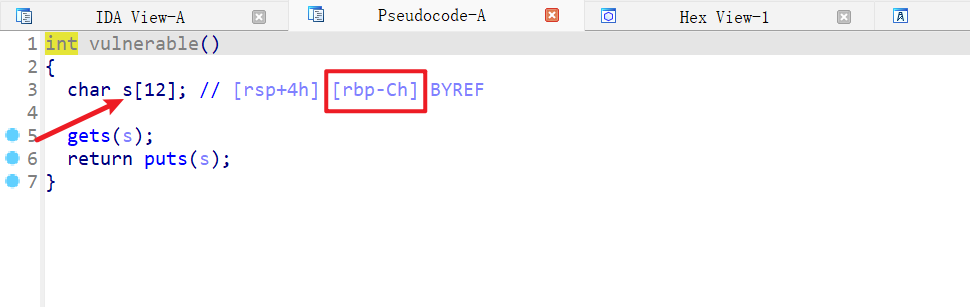 IDA View-A Pseudocode-A Hex View-1
1 int vulnerable()
2 {
3 char s[12]; // [rsp+4h] [rbp-Ch] BYREF
4
5 gets(s);
6 return puts(s);
7 }